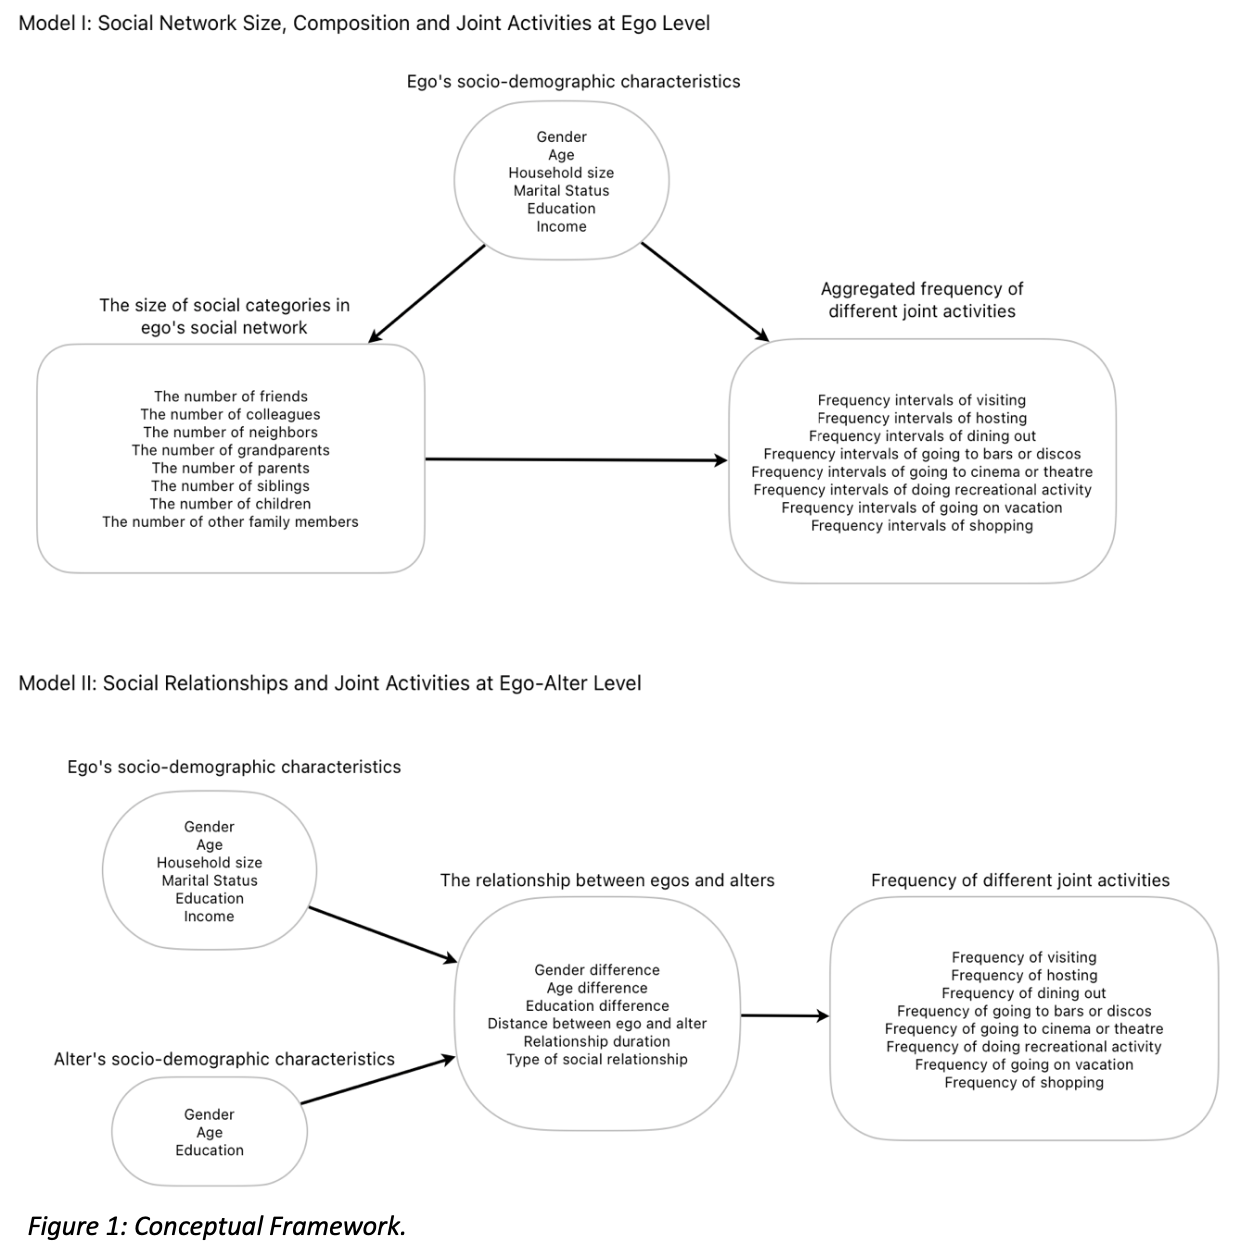 Model I: Social Network Size, Composition and Joint Activities at Ego Level
Ego's socio-demographic characteristics
Gender
Age
Household size
Marital Status
Education
Income
The size of social categories in
ego's social network
The number of friends
The number of colleagues
The number of neighbors
The number of grandparents
The number of parents
The number of siblings
The number of children
The number of other family members
Aggregated frequency of
different joint activities
Frequency intervals of visiting
Frequency intervals of hosting
Frequency intervals of dining out
Frequency intervals of going to bars or discos
Frequency intervals of going to cinema or theatre
Frequency intervals of doing recreational activity
Frequency intervals of going on vacation
Frequency intervals of shopping
Model II: Social Relationships and Joint Activities at Ego-Alter Level
Ego's socio-demographic characteristics
Gender
Age
Household size
Marital Status
Education
Income
Alter's socio-demographic characteristics
Gender
Age
Education
The relationship between egos and alters
Gender difference
Age difference
Education difference
Distance between ego and alter
Relationship duration
Type of social relationship
Frequency of different joint activities
Frequency of visiting
Frequency of hosting
Frequency of dining out
Frequency of going to bars or discos
Frequency of going to cinema or theatre
Frequency of doing recreational activity
Frequency of going on vacation
Frequency of shopping
Figure 1: Conceptual Framework.